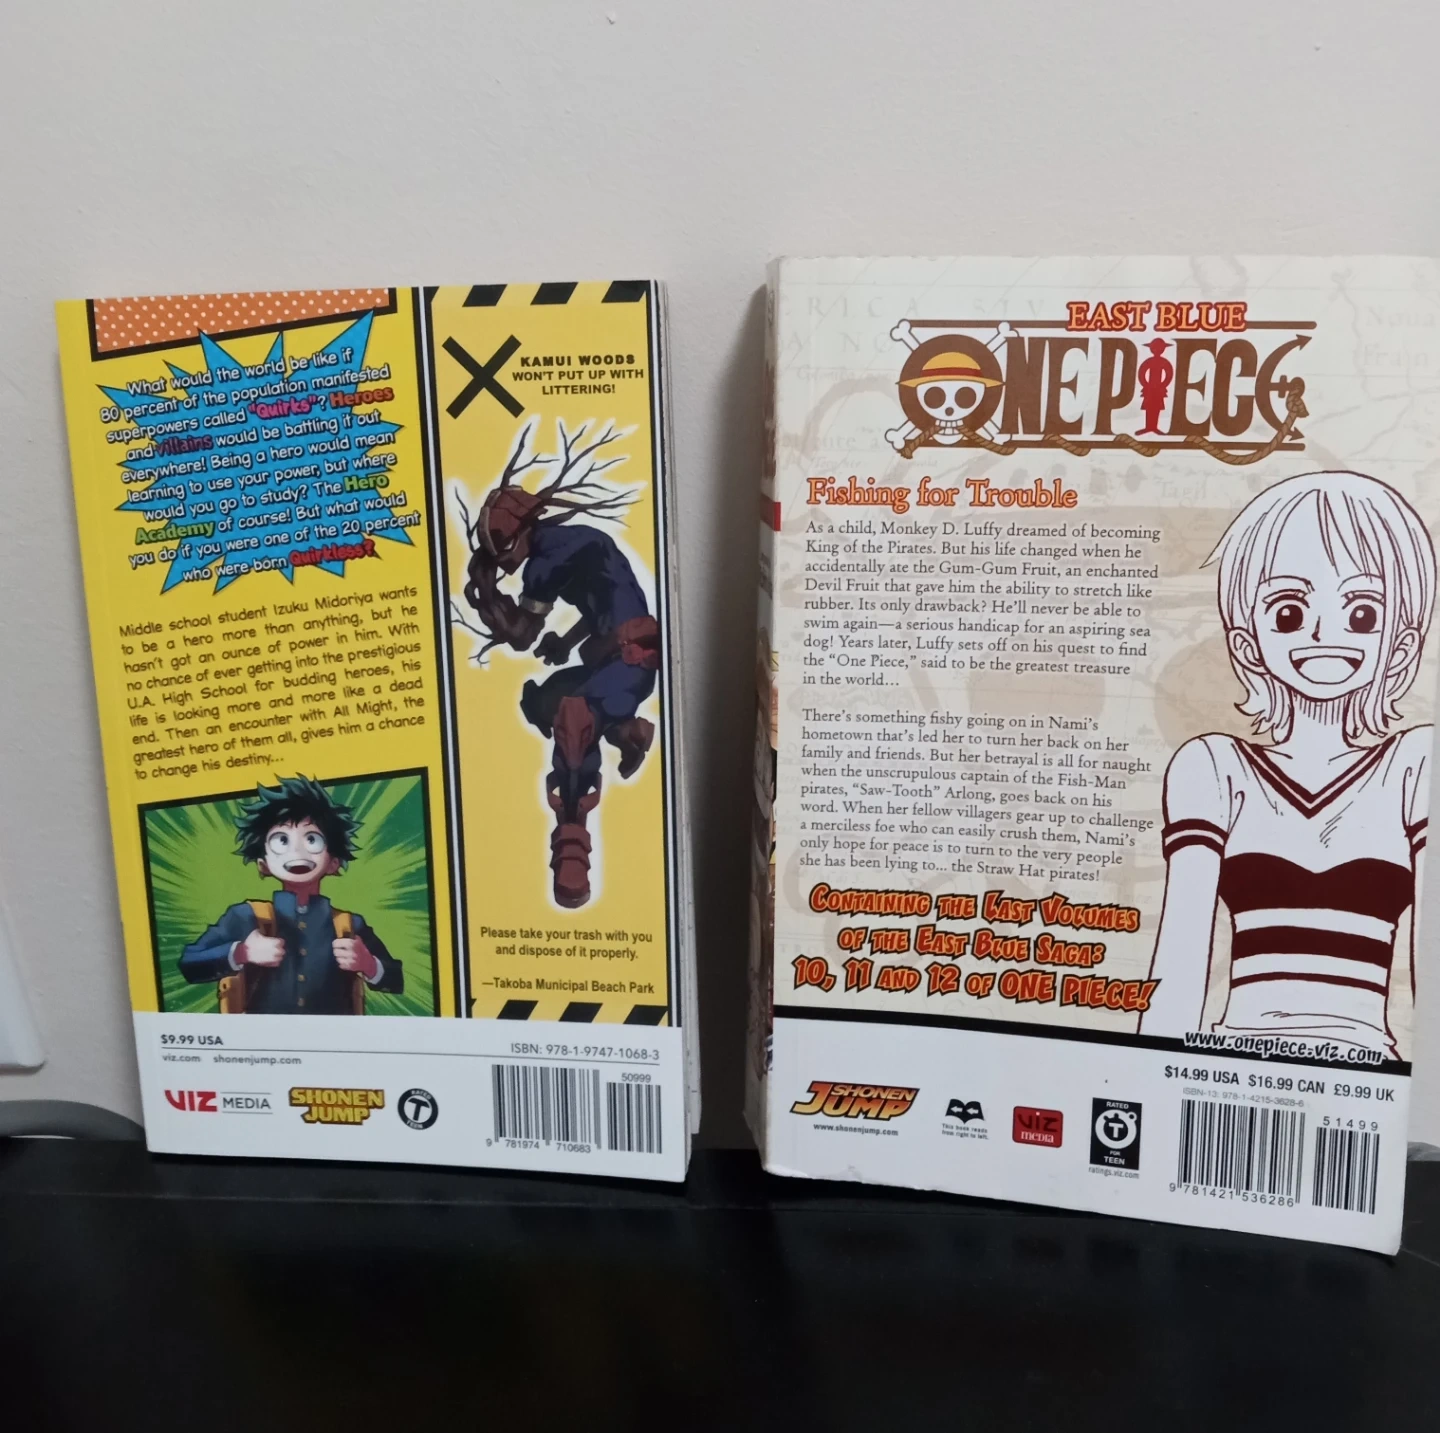 What would the world be like if
80 percent of the population manifested
superpowers called "Quirks"? Heroes
and villains would be battling it out
everywhere! Being a hero would mean
learning to use your power, but where
would you go to study? The Hero
Academy of course! But what would
you do if you were one of the 20 percent
who were born Quirkless?
Middle school student Izuku Midoriya wants
to be a hero more than anything, but he
hasn't got an ounce of power in him. With
no chance of ever getting into the prestigious
U.A. High School for budding heroes, his
life is looking more and more like a dead
end. Then an encounter with All Might, the
greatest hero of them all, gives him a chance
to change his destiny...
KAMUI WOODS
WON'T PUT UP WITH
LITTERING!
Please take your trash with you
and dispose of it properly.
—Takoba Municipal Beach Park
$9.99 USA
viz.com shonenjump.com
ISBN: 978-1-9747-1068-3
50999
VIZ MEDIA
SHONEN
JUMP
RATED
T
TEEN
9 781974 710683
EAST BLUE
ONE PIECE
Fishing for Trouble
As a child, Monkey D. Luffy dreamed of becoming
King of the Pirates. But his life changed when he
accidentally ate the Gum-Gum Fruit, an enchanted
Devil Fruit that gave him the ability to stretch like
rubber. Its only drawback? He'll never be able to
swim again—a serious handicap for an aspiring sea
dog! Years later, Luffy sets off on his quest to find
the "One Piece," said to be the greatest treasure
in the world...
There's something fishy going on in Nami's
hometown that's led her to turn her back on her
family and friends. But her betrayal is all for naught
when the unscrupulous captain of the Fish-Man
pirates, "Saw-Tooth" Arlong, goes back on his
word. When her fellow villagers gear up to challenge
a merciless foe who can easily crush them, Nami's
only hope for peace is to turn to the very people
she has been lying to... the Straw Hat pirates!
CONTAINING THE LAST VOLUMES
OF THE EAST BLUE SAGA:
10, 11 AND 12 OF ONE PIECE!
www.onepiece.viz.com
$14.99 USA $16.99 CAN £9.99 UK
ISBN-13: 978-1-4215-3628-6
51499
SHONEN
JUMP
www.shonenjump.com
This book reads
from right to left.
VIZ
media
RATED
T
FOR
TEEN
ratings.viz.com
9 781421 536286